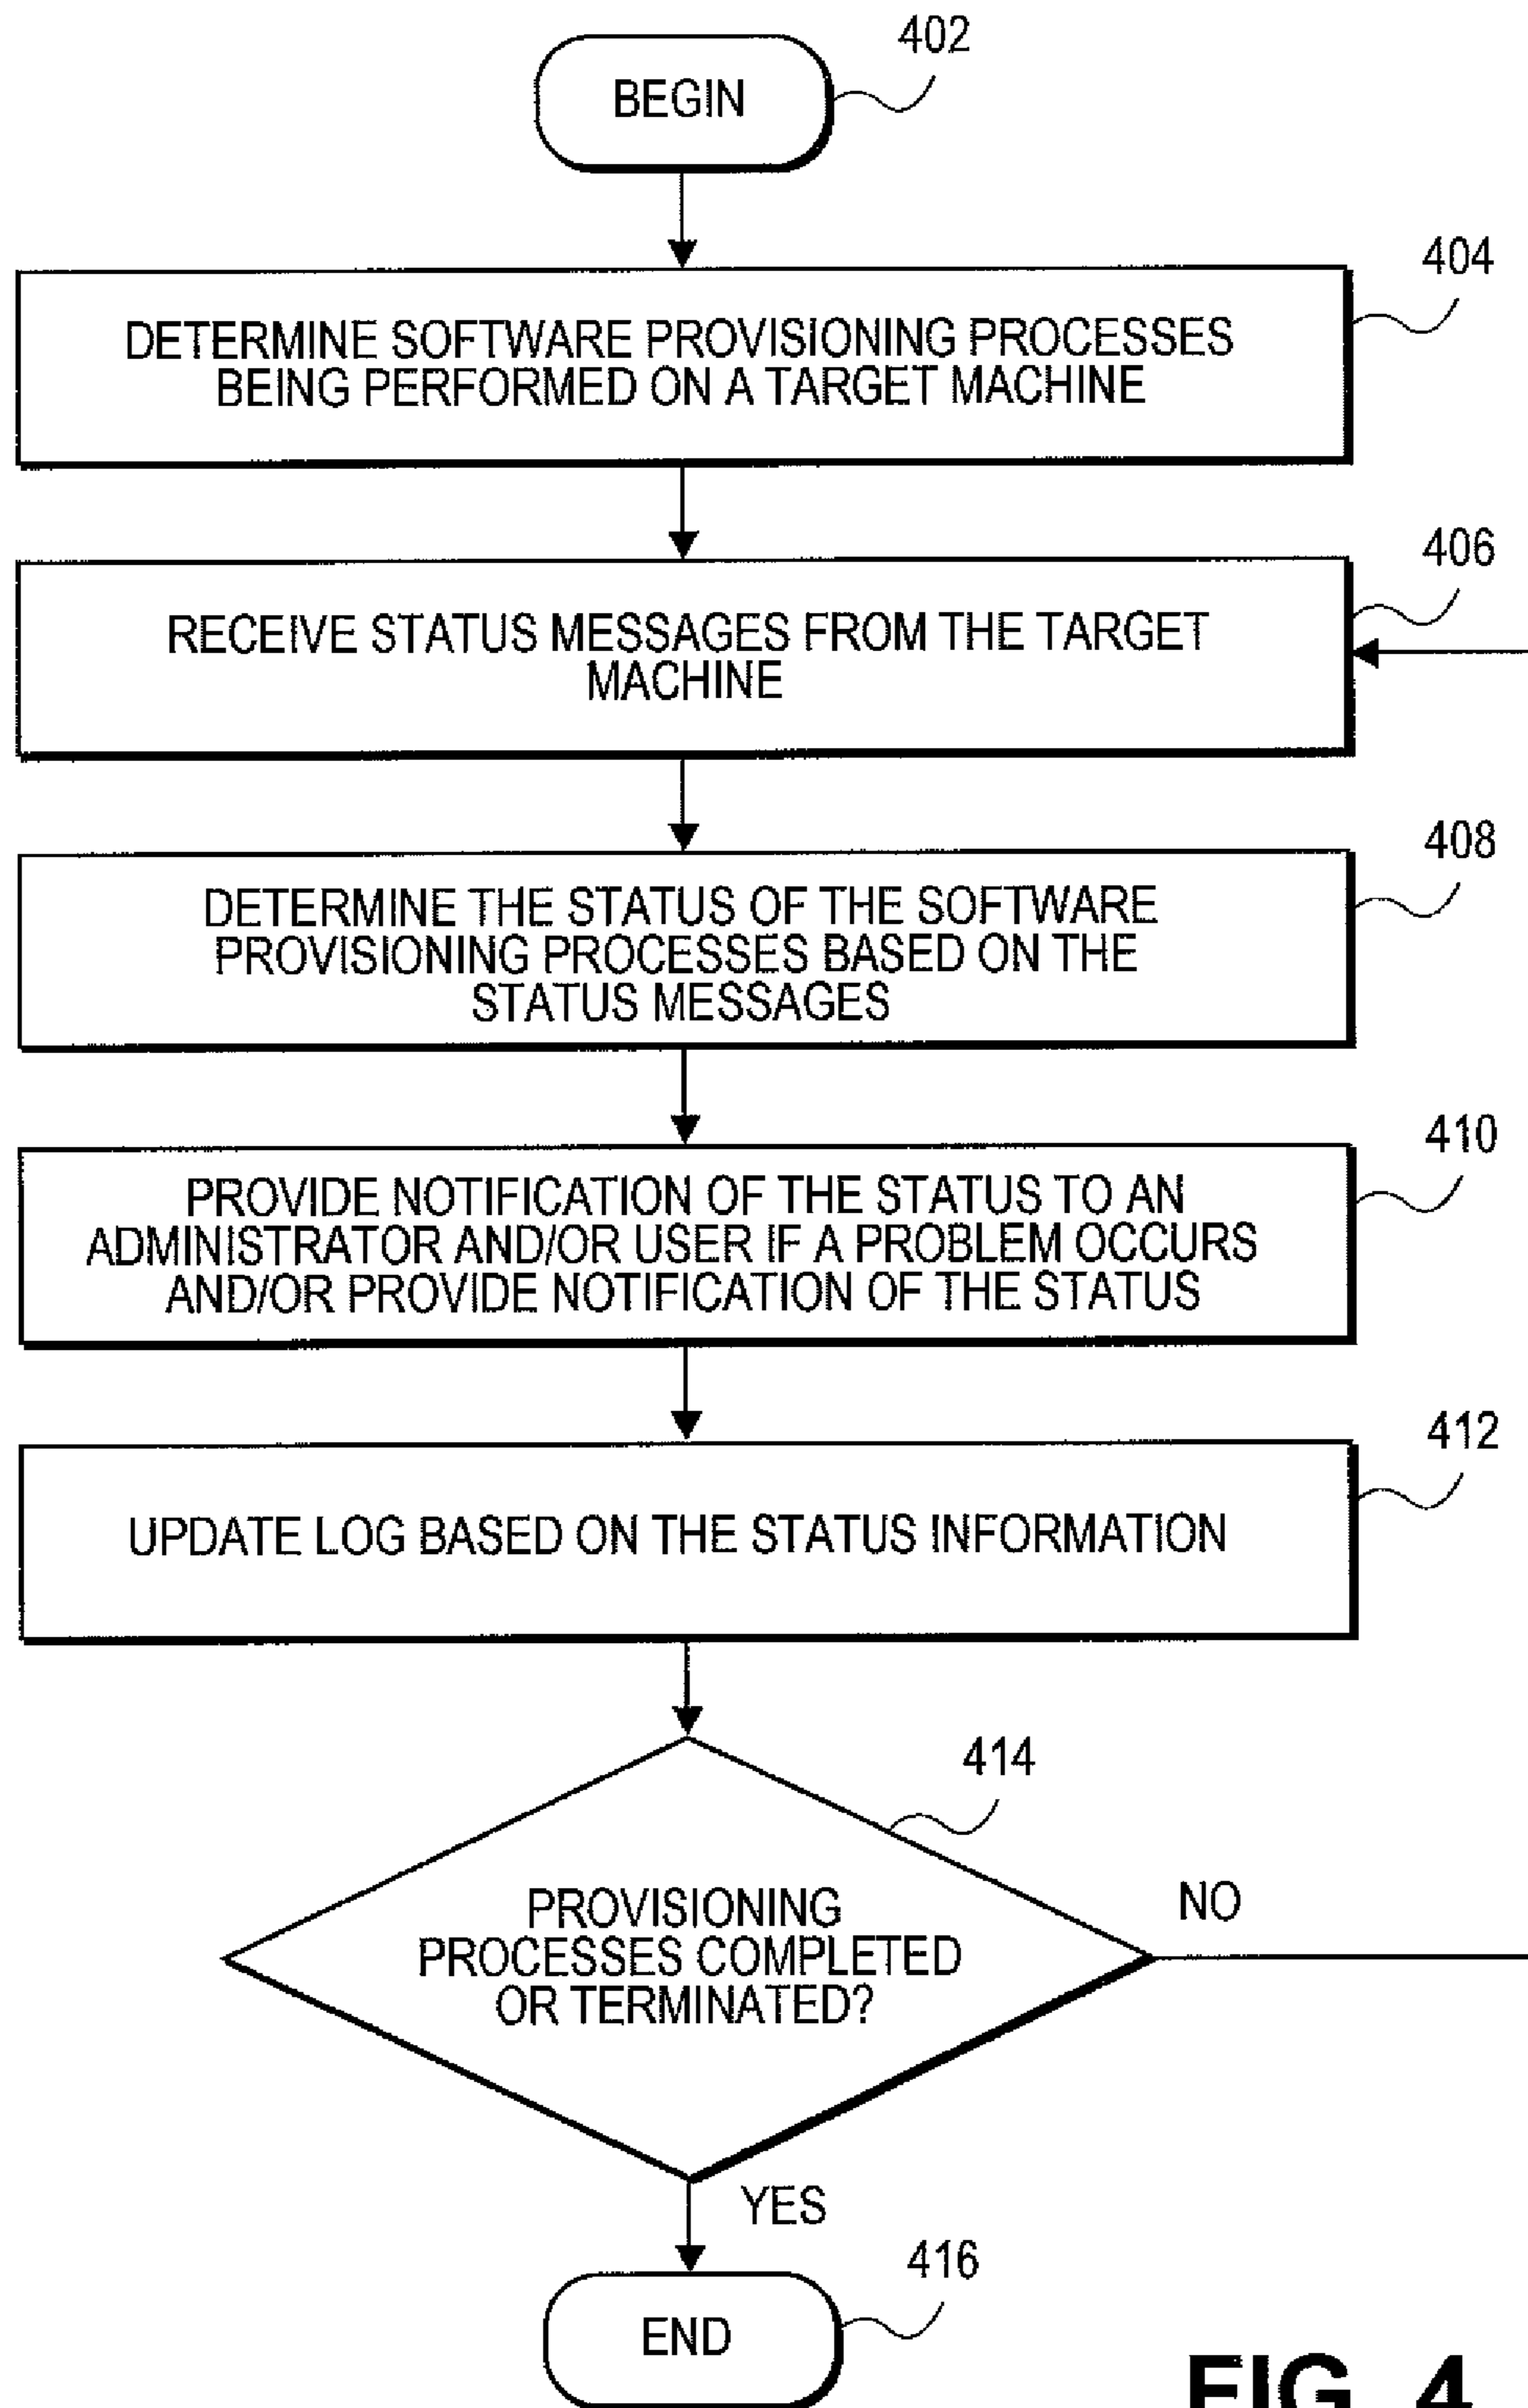 402
BEGIN
404
DETERMINE SOFTWARE PROVISIONING PROCESSES
BEING PERFORMED ON A TARGET MACHINE
406
RECEIVE STATUS MESSAGES FROM THE TARGET
MACHINE
408
DETERMINE THE STATUS OF THE SOFTWARE
PROVISIONING PROCESSES BASED ON THE
STATUS MESSAGES
410
PROVIDE NOTIFICATION OF THE STATUS TO AN
ADMINISTRATOR AND/OR USER IF A PROBLEM OCCURS
AND/OR PROVIDE NOTIFICATION OF THE STATUS
412
UPDATE LOG BASED ON THE STATUS INFORMATION
414
PROVISIONING
PROCESSES COMPLETED
OR TERMINATED?
NO
YES
416
END
FIG. 4